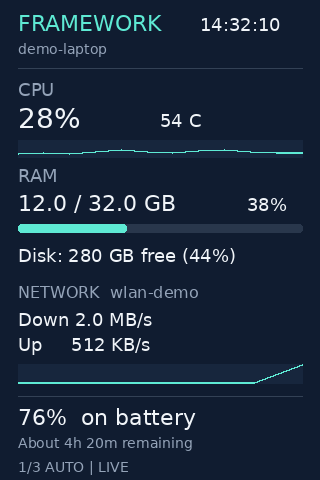 FRAMEWORK 14:32:10
demo-laptop
CPU
28% 54 C
RAM
12.0 / 32.0 GB 38%
Disk: 280 GB free (44%)
NETWORK wlan-demo
Down 2.0 MB/s
Up 512 KB/s
76% on battery
About 4h 20m remaining
1/3 AUTO | LIVE